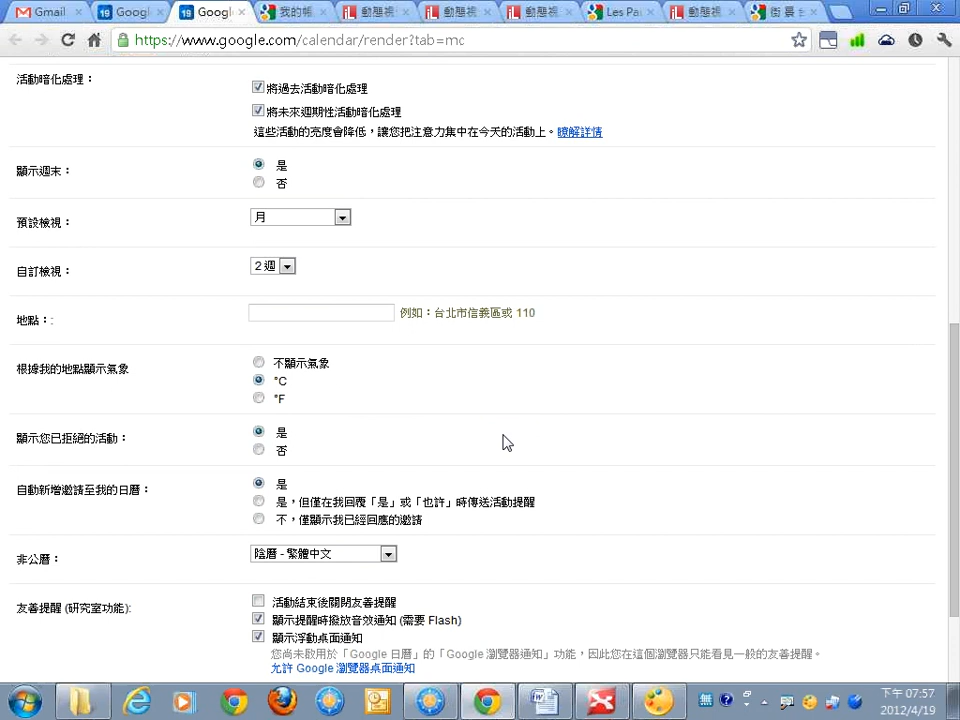 Gmail
Googl
Googl
我的帳
動態視
動態視
動態視
Les Pa
動態視
街 景
https://www.google.com/calendar/render?tab=mc
活動暗化處理：
將過去活動暗化處理
將未來週期性活動暗化處理
這些活動的亮度會降低，讓您把注意力集中在今天的活動上。瞭解詳情
顯示週末：
是
否
預設檢視：
月
自訂檢視：
2 週
地點：:
例如：台北市信義區或 110
根據我的地點顯示氣象
不顯示氣象
°C
°F
顯示您已拒絕的活動：
是
否
自動新增邀請至我的日曆：
是
是，但僅在我回覆「是」或「也許」時傳送活動提醒
不，僅顯示我已經回應的邀請
非公曆：
陰曆 - 繁體中文
友善提醒 (研究室功能):
活動結束後關閉友善提醒
顯示提醒時撥放音效通知 (需要 Flash)
顯示浮動桌面通知
您尚未啟用於「Google 日曆」的「Google 瀏覽器通知」功能，因此您在這個瀏覽器只能看見一般的友善提醒。
允許 Google 瀏覽器桌面通知
下午 07:57
2012/4/19